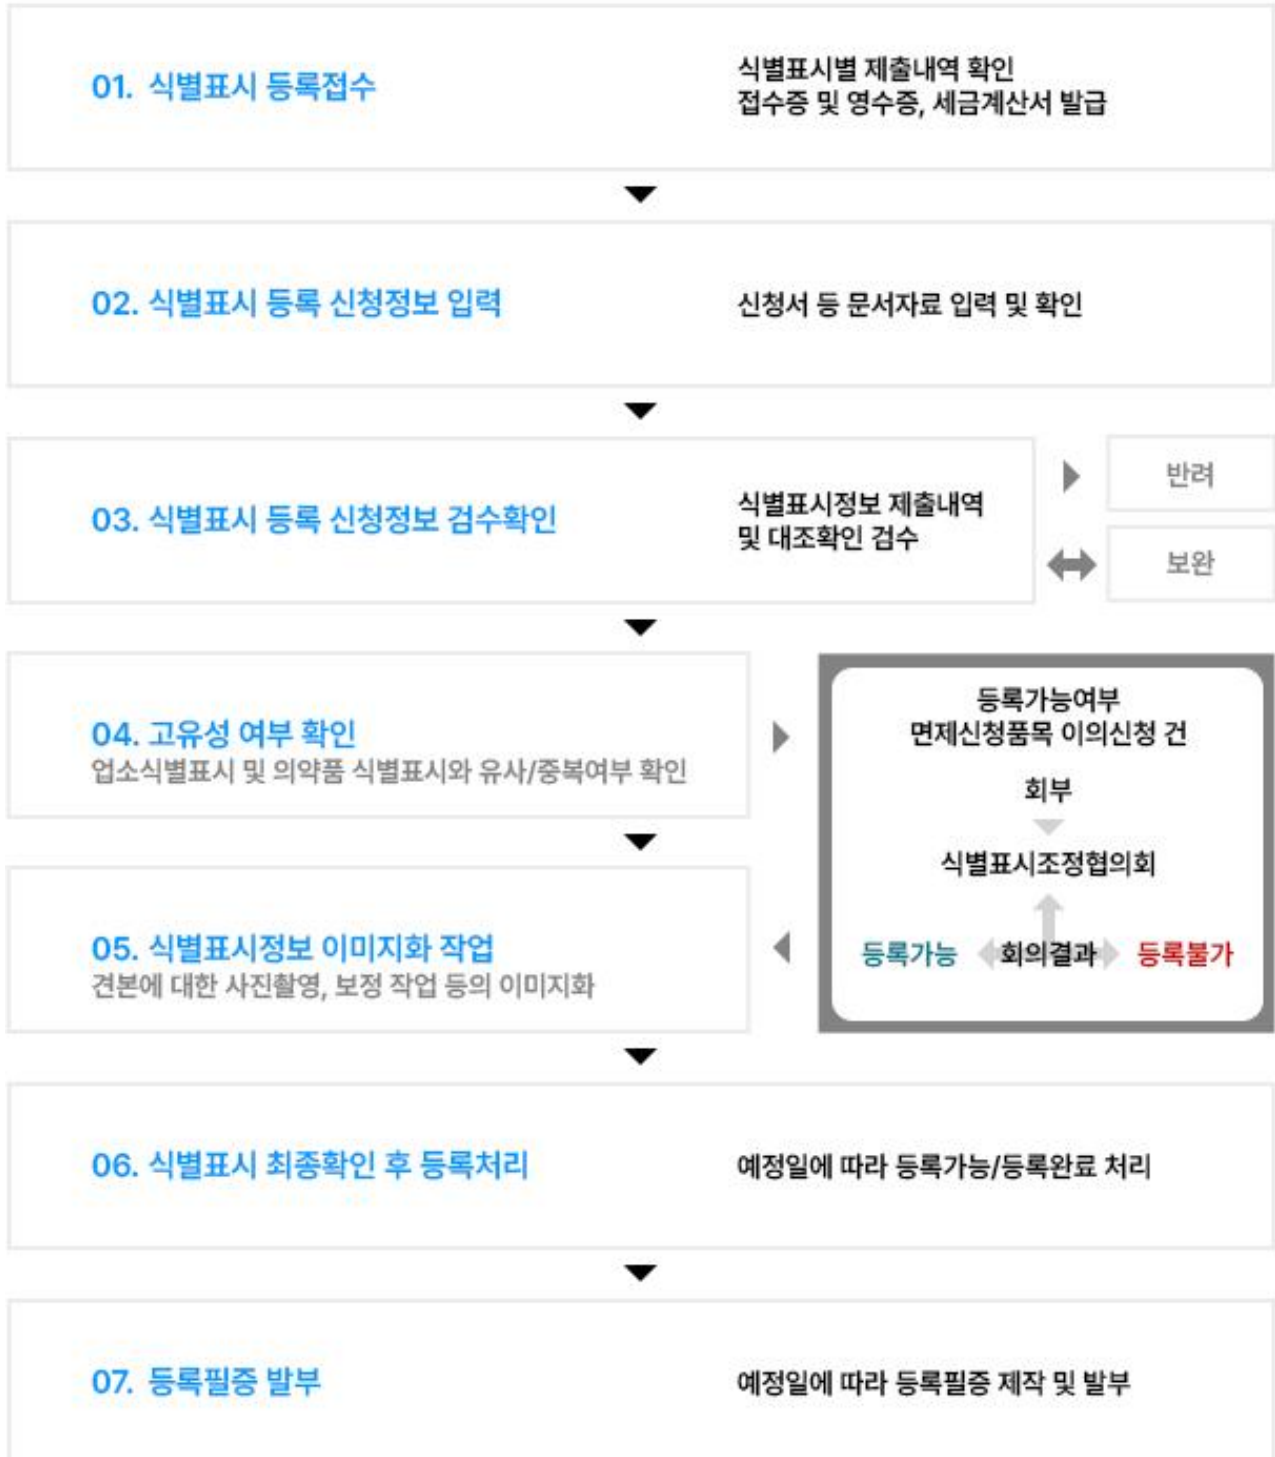 01. 식별표시 등록접수
식별표시별 제출내역 확인
접수증 및 영수증, 세금계산서 발급
02. 식별표시 등록 신청정보 입력
신청서 등 문서자료 입력 및 확인
03. 식별표시 등록 신청정보 검수확인
식별표시정보 제출내역
및 대조확인 검수
반려
보완
04. 고유성 여부 확인
업소식별표시 및 의약품 식별표시와 유사/중복여부 확인
등록가능여부
면제신청품목 이의신청 건
회부
식별표시조정협의회
등록가능 회의결과 등록불가
05. 식별표시정보 이미지화 작업
견본에 대한 사진촬영, 보정 작업 등의 이미지화
06. 식별표시 최종확인 후 등록처리
예정일에 따라 등록가능/등록완료 처리
07. 등록필증 발부
예정일에 따라 등록필증 제작 및 발부